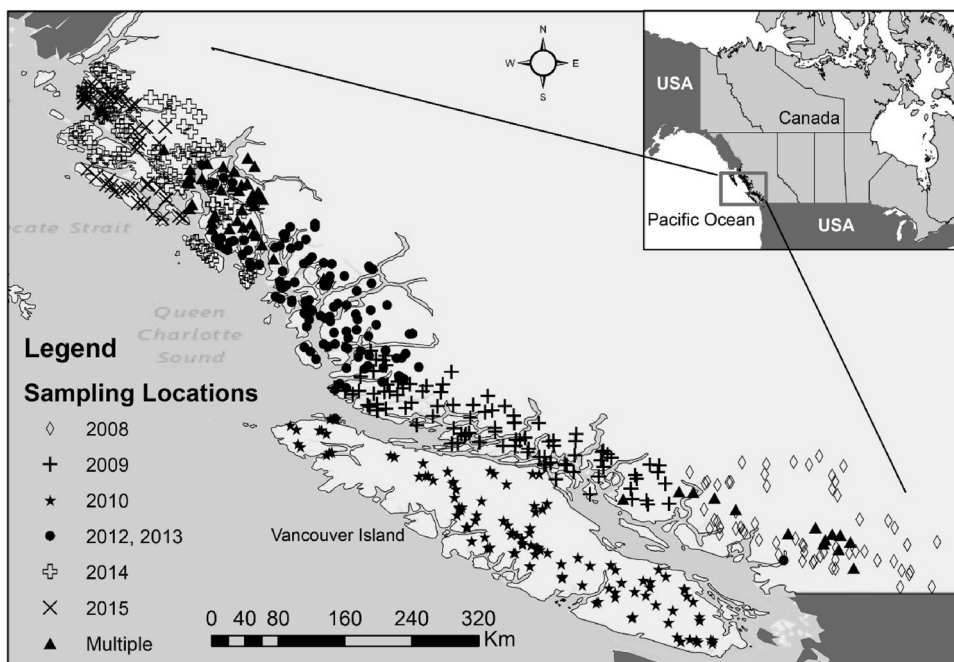 N
W E
S
USA
Canada
Pacific Ocean
USA
cate Strait
Queen
Charlotte
Sound
Legend
Sampling Locations
2008
2009
2010
2012, 2013
2014
2015
Multiple
Vancouver Island
0 40 80 160 240 320
Km